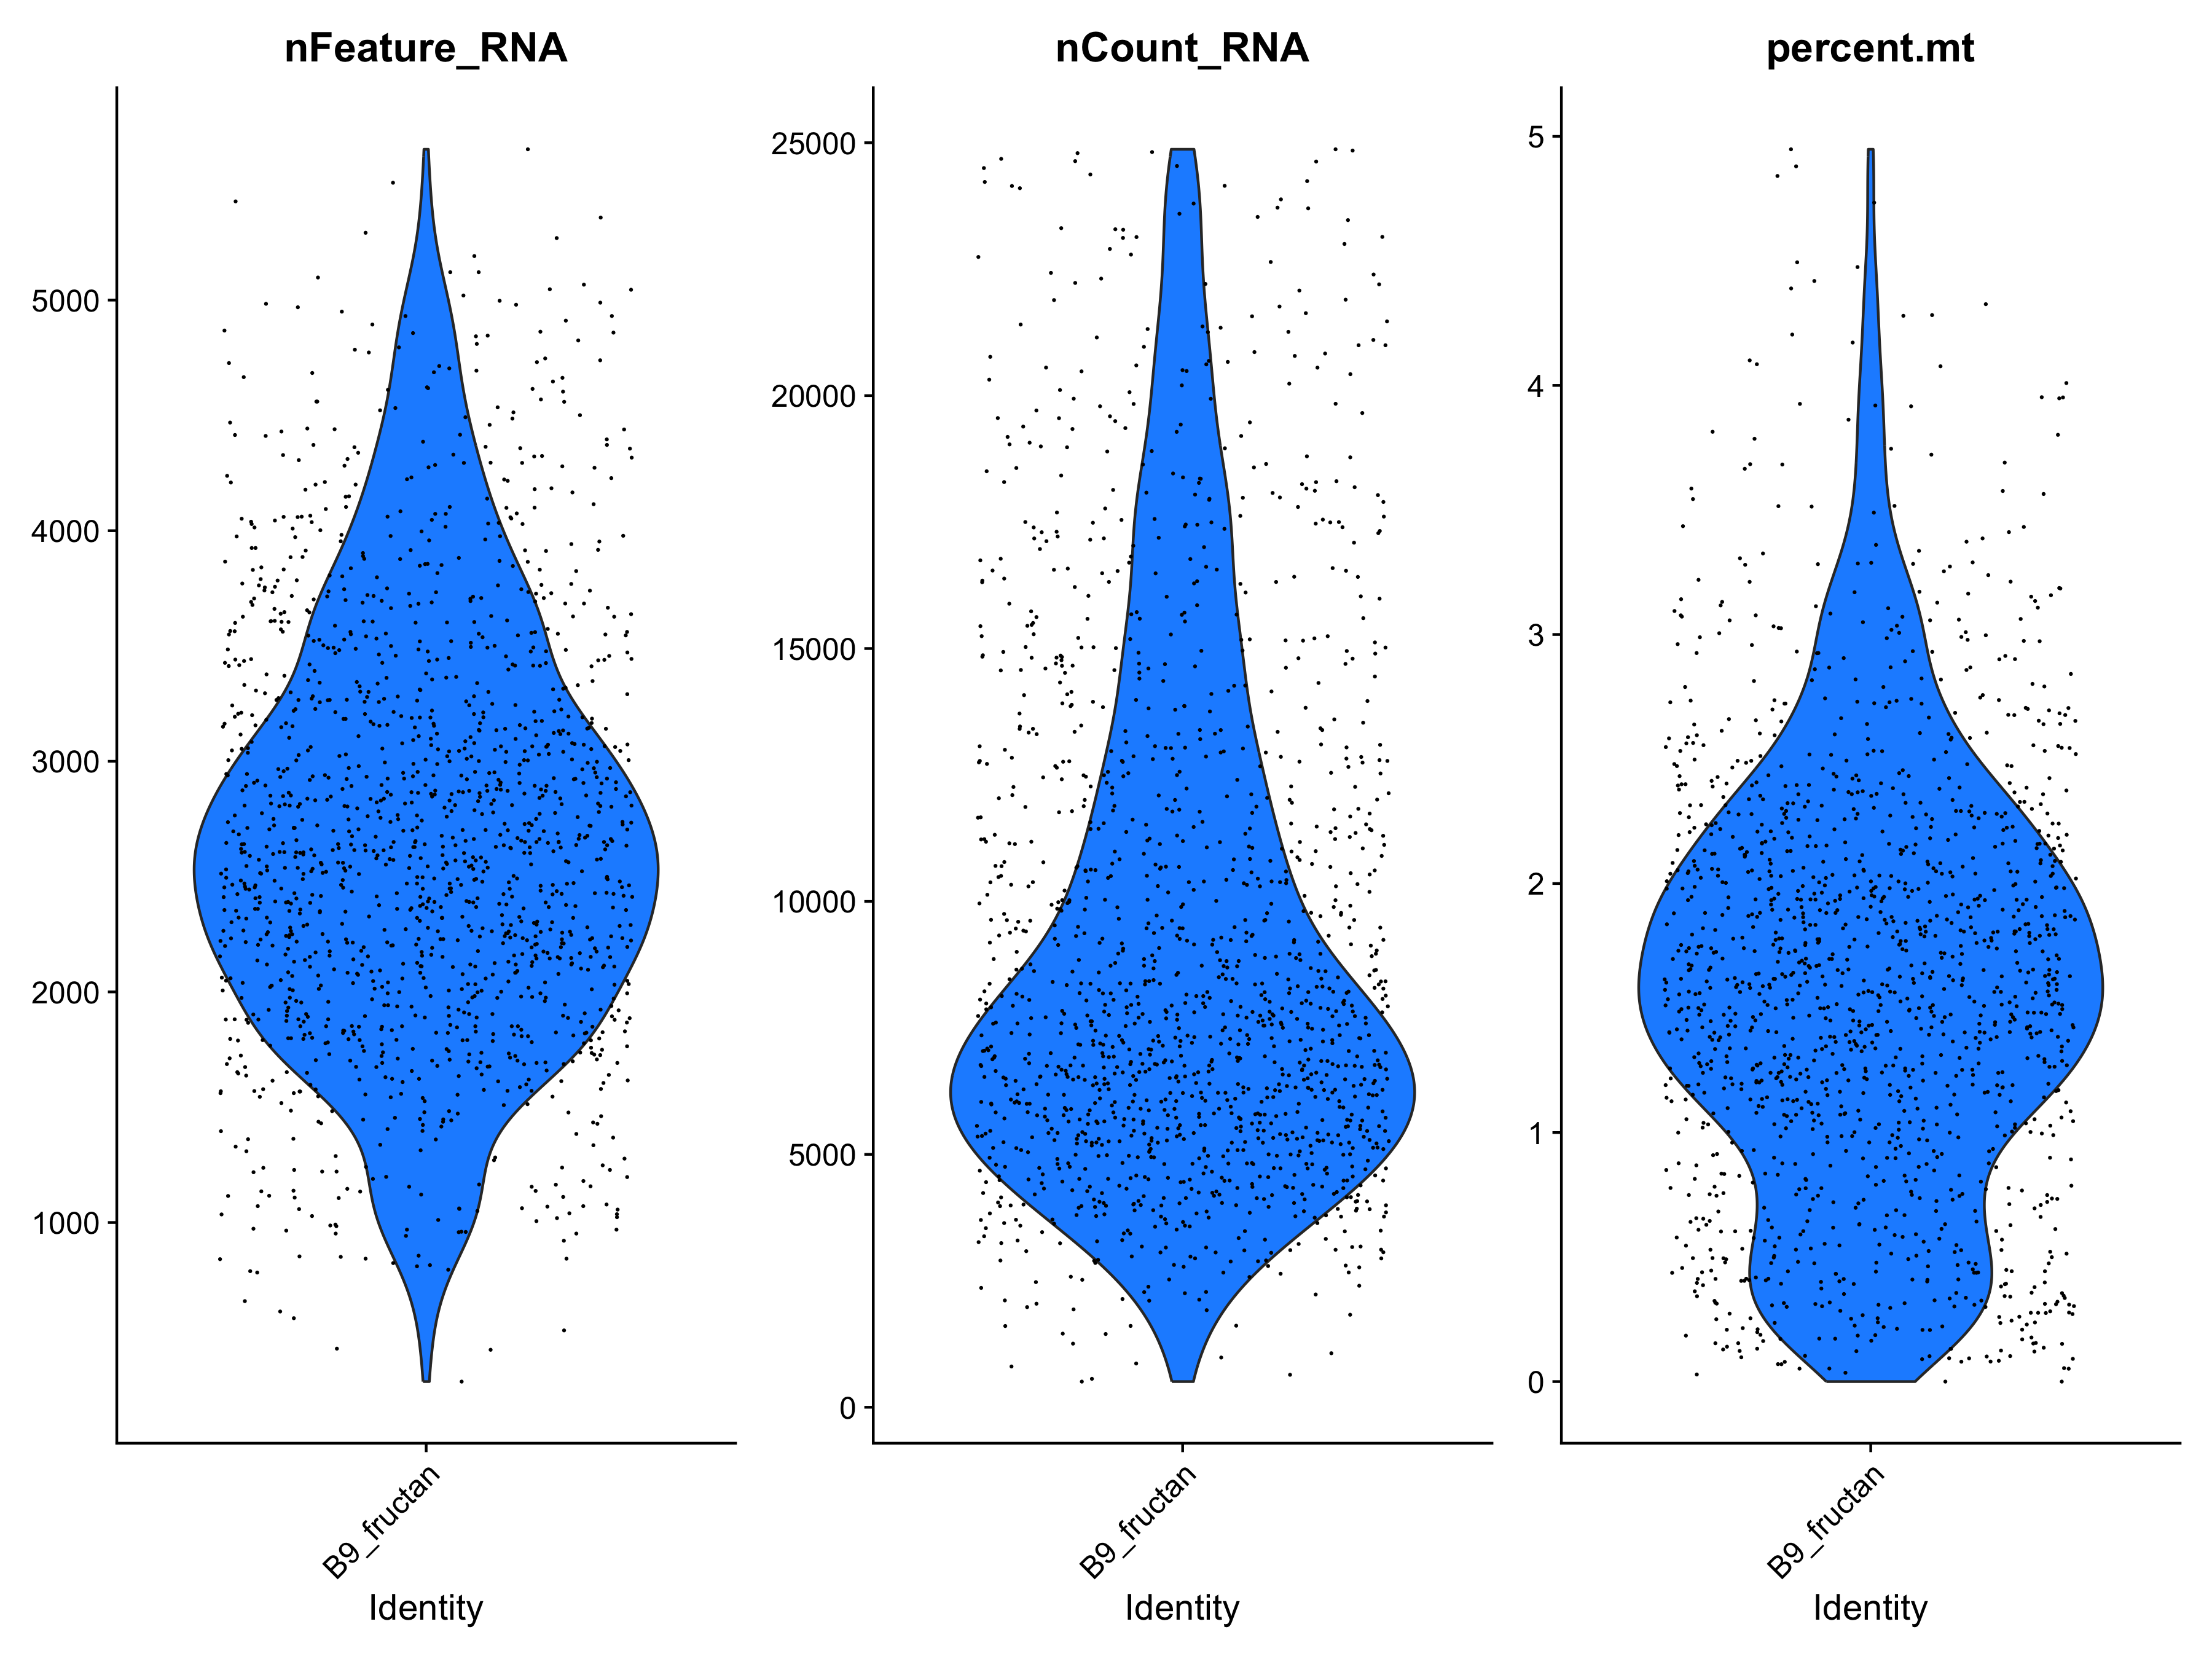 nFeature_RNA
5000
4000
3000
2000
1000
B9_fructan
Identity
nCount_RNA
25000
20000
15000
10000
5000
0
B9_fructan
Identity
percent.mt
5
4
3
2
1
0
B9_fructan
Identity